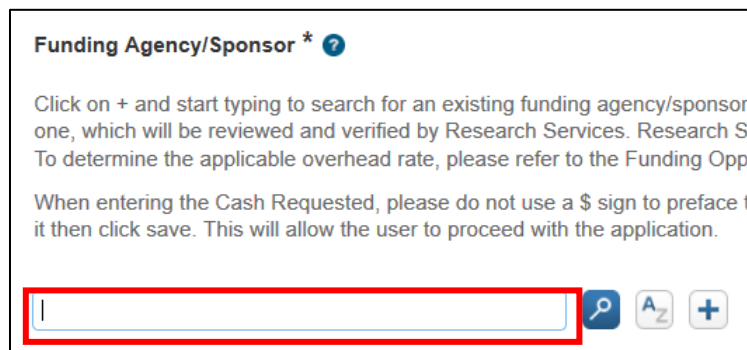 Funding Agency/Sponsor * ?
Click on + and start typing to search for an existing funding agency/sponsor
one, which will be reviewed and verified by Research Services. Research S
To determine the applicable overhead rate, please refer to the Funding Opp
When entering the Cash Requested, please do not use a $ sign to preface t
it then click save. This will allow the user to proceed with the application.
A Z +